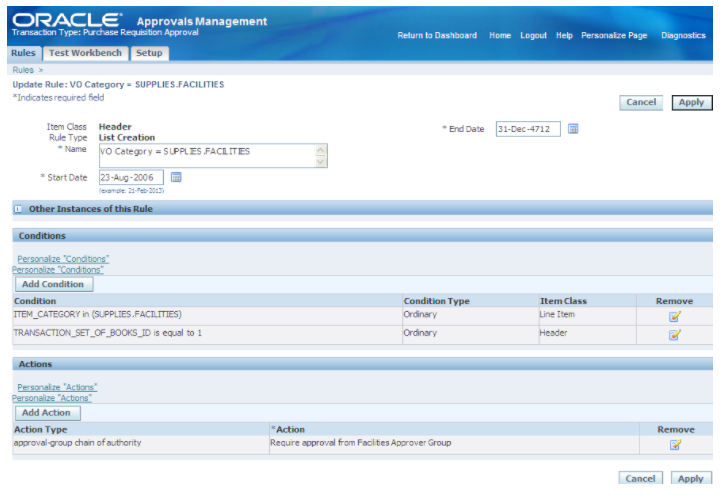 ORACLE® Approvals Management
Transaction Type: Purchase Requisition Approval
Return to Dashboard Home Logout Help Personalize Page Diagnostics
Rules Test Workbench Setup
Rules >
Update Rule: VO Category = SUPPLIES.FACILITIES
*Indicates required field
Cancel Apply
Item Class Header
Rule Type List Creation
* Name VO Category = SUPPLIES.FACILITIES
* End Date 31-Dec-4712
* Start Date 23-Aug-2006
(example: 21-Feb-2013)
Other Instances of this Rule
Conditions
Personalize "Conditions"
Personalize "Conditions"
Add Condition
Condition Condition Type Item Class Remove
ITEM_CATEGORY in (SUPPLIES.FACILITIES) Ordinary Line Item
TRANSACTION_SET_OF_BOOKS_ID is equal to 1 Ordinary Header
Actions
Personalize "Actions"
Personalize "Actions"
Add Action
Action Type *Action Remove
approval-group chain of authority Require approval from Facilities Approver Group
Cancel Apply